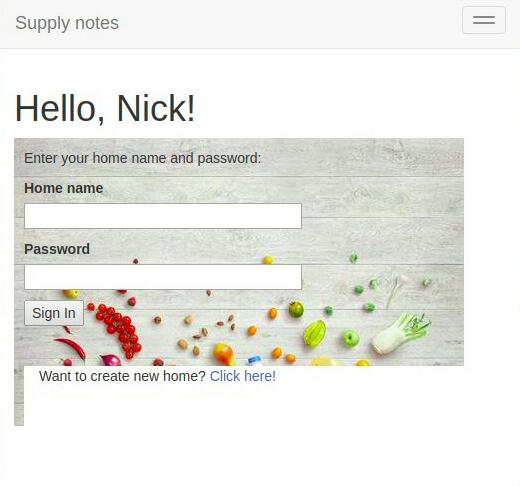 Supply notes
Hello, Nick!
Enter your home name and password:
Home name
Password
Sign In
Want to create new home? Click here!